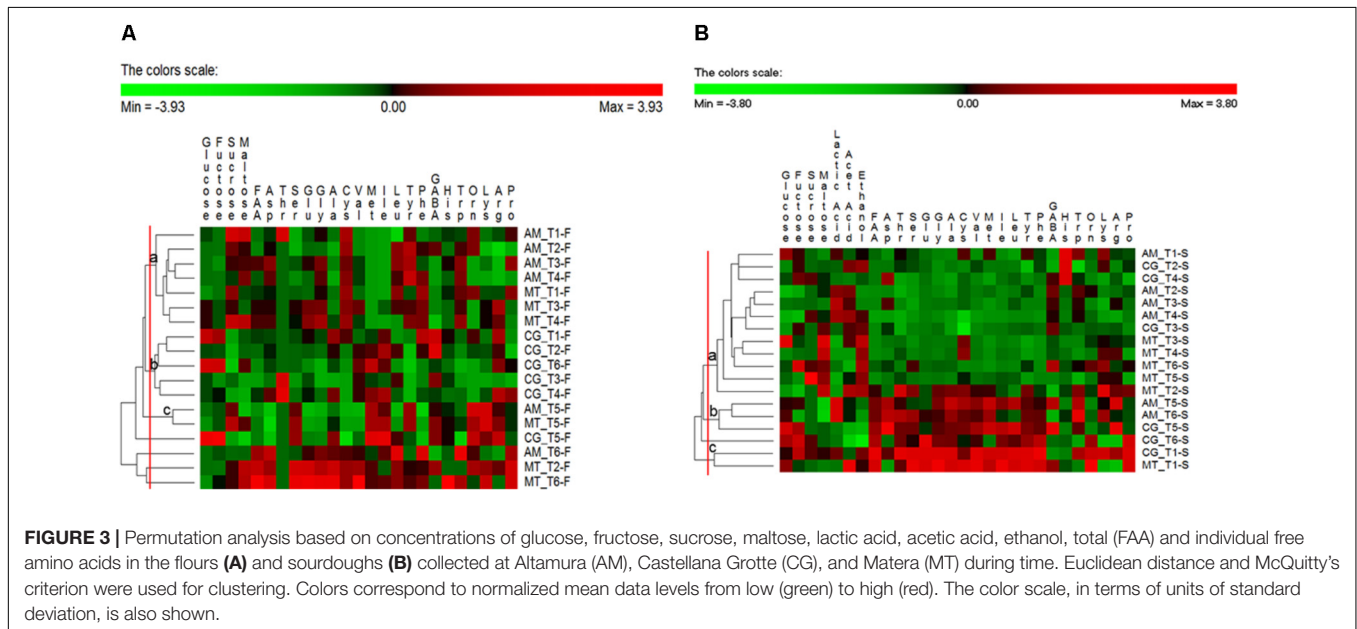 A
The colors scale:
Min = -3.93 0.00 Max = 3.93
Glucose Fuctose Sucrose Maltose FAA Asp Thr Ser Glu Gly Ala Cys Val Met Ile Leu Tyr Phe GABA His Trp Orn Lys Arg Pro
AM_T1-F
AM_T2-F
AM_T3-F
AM_T4-F
MT_T1-F
MT_T3-F
MT_T4-F
CG_T1-F
CG_T2-F
CG_T6-F
CG_T3-F
CG_T4-F
AM_T5-F
MT_T5-F
CG_T5-F
AM_T6-F
MT_T2-F
MT_T6-F
a
b
c
B
The colors scale:
Min = -3.80 0.00 Max = 3.80
Glucose Fuctose Sucrose Maltose Lactic Acid Acet Acid Ethanol FAA Asp Thr Ser Glu Gly Ala Cys Val Met Ile Leu Tyr Phe GABA His Trp Orn Lys Arg Pro
AM_T1-S
CG_T2-S
CG_T4-S
AM_T2-S
AM_T3-S
AM_T4-S
CG_T3-S
MT_T3-S
MT_T4-S
MT_T6-S
MT_T5-S
MT_T2-S
AM_T5-S
AM_T6-S
CG_T5-S
CG_T6-S
CG_T1-S
MT_T1-S
a
b
c
FIGURE 3 | Permutation analysis based on concentrations of glucose, fructose, sucrose, maltose, lactic acid, acetic acid, ethanol, total (FAA) and individual free
amino acids in the flours (A) and sourdoughs (B) collected at Altamura (AM), Castellana Grotte (CG), and Matera (MT) during time. Euclidean distance and McQuitty's
criterion were used for clustering. Colors correspond to normalized mean data levels from low (green) to high (red). The color scale, in terms of units of standard
deviation, is also shown.